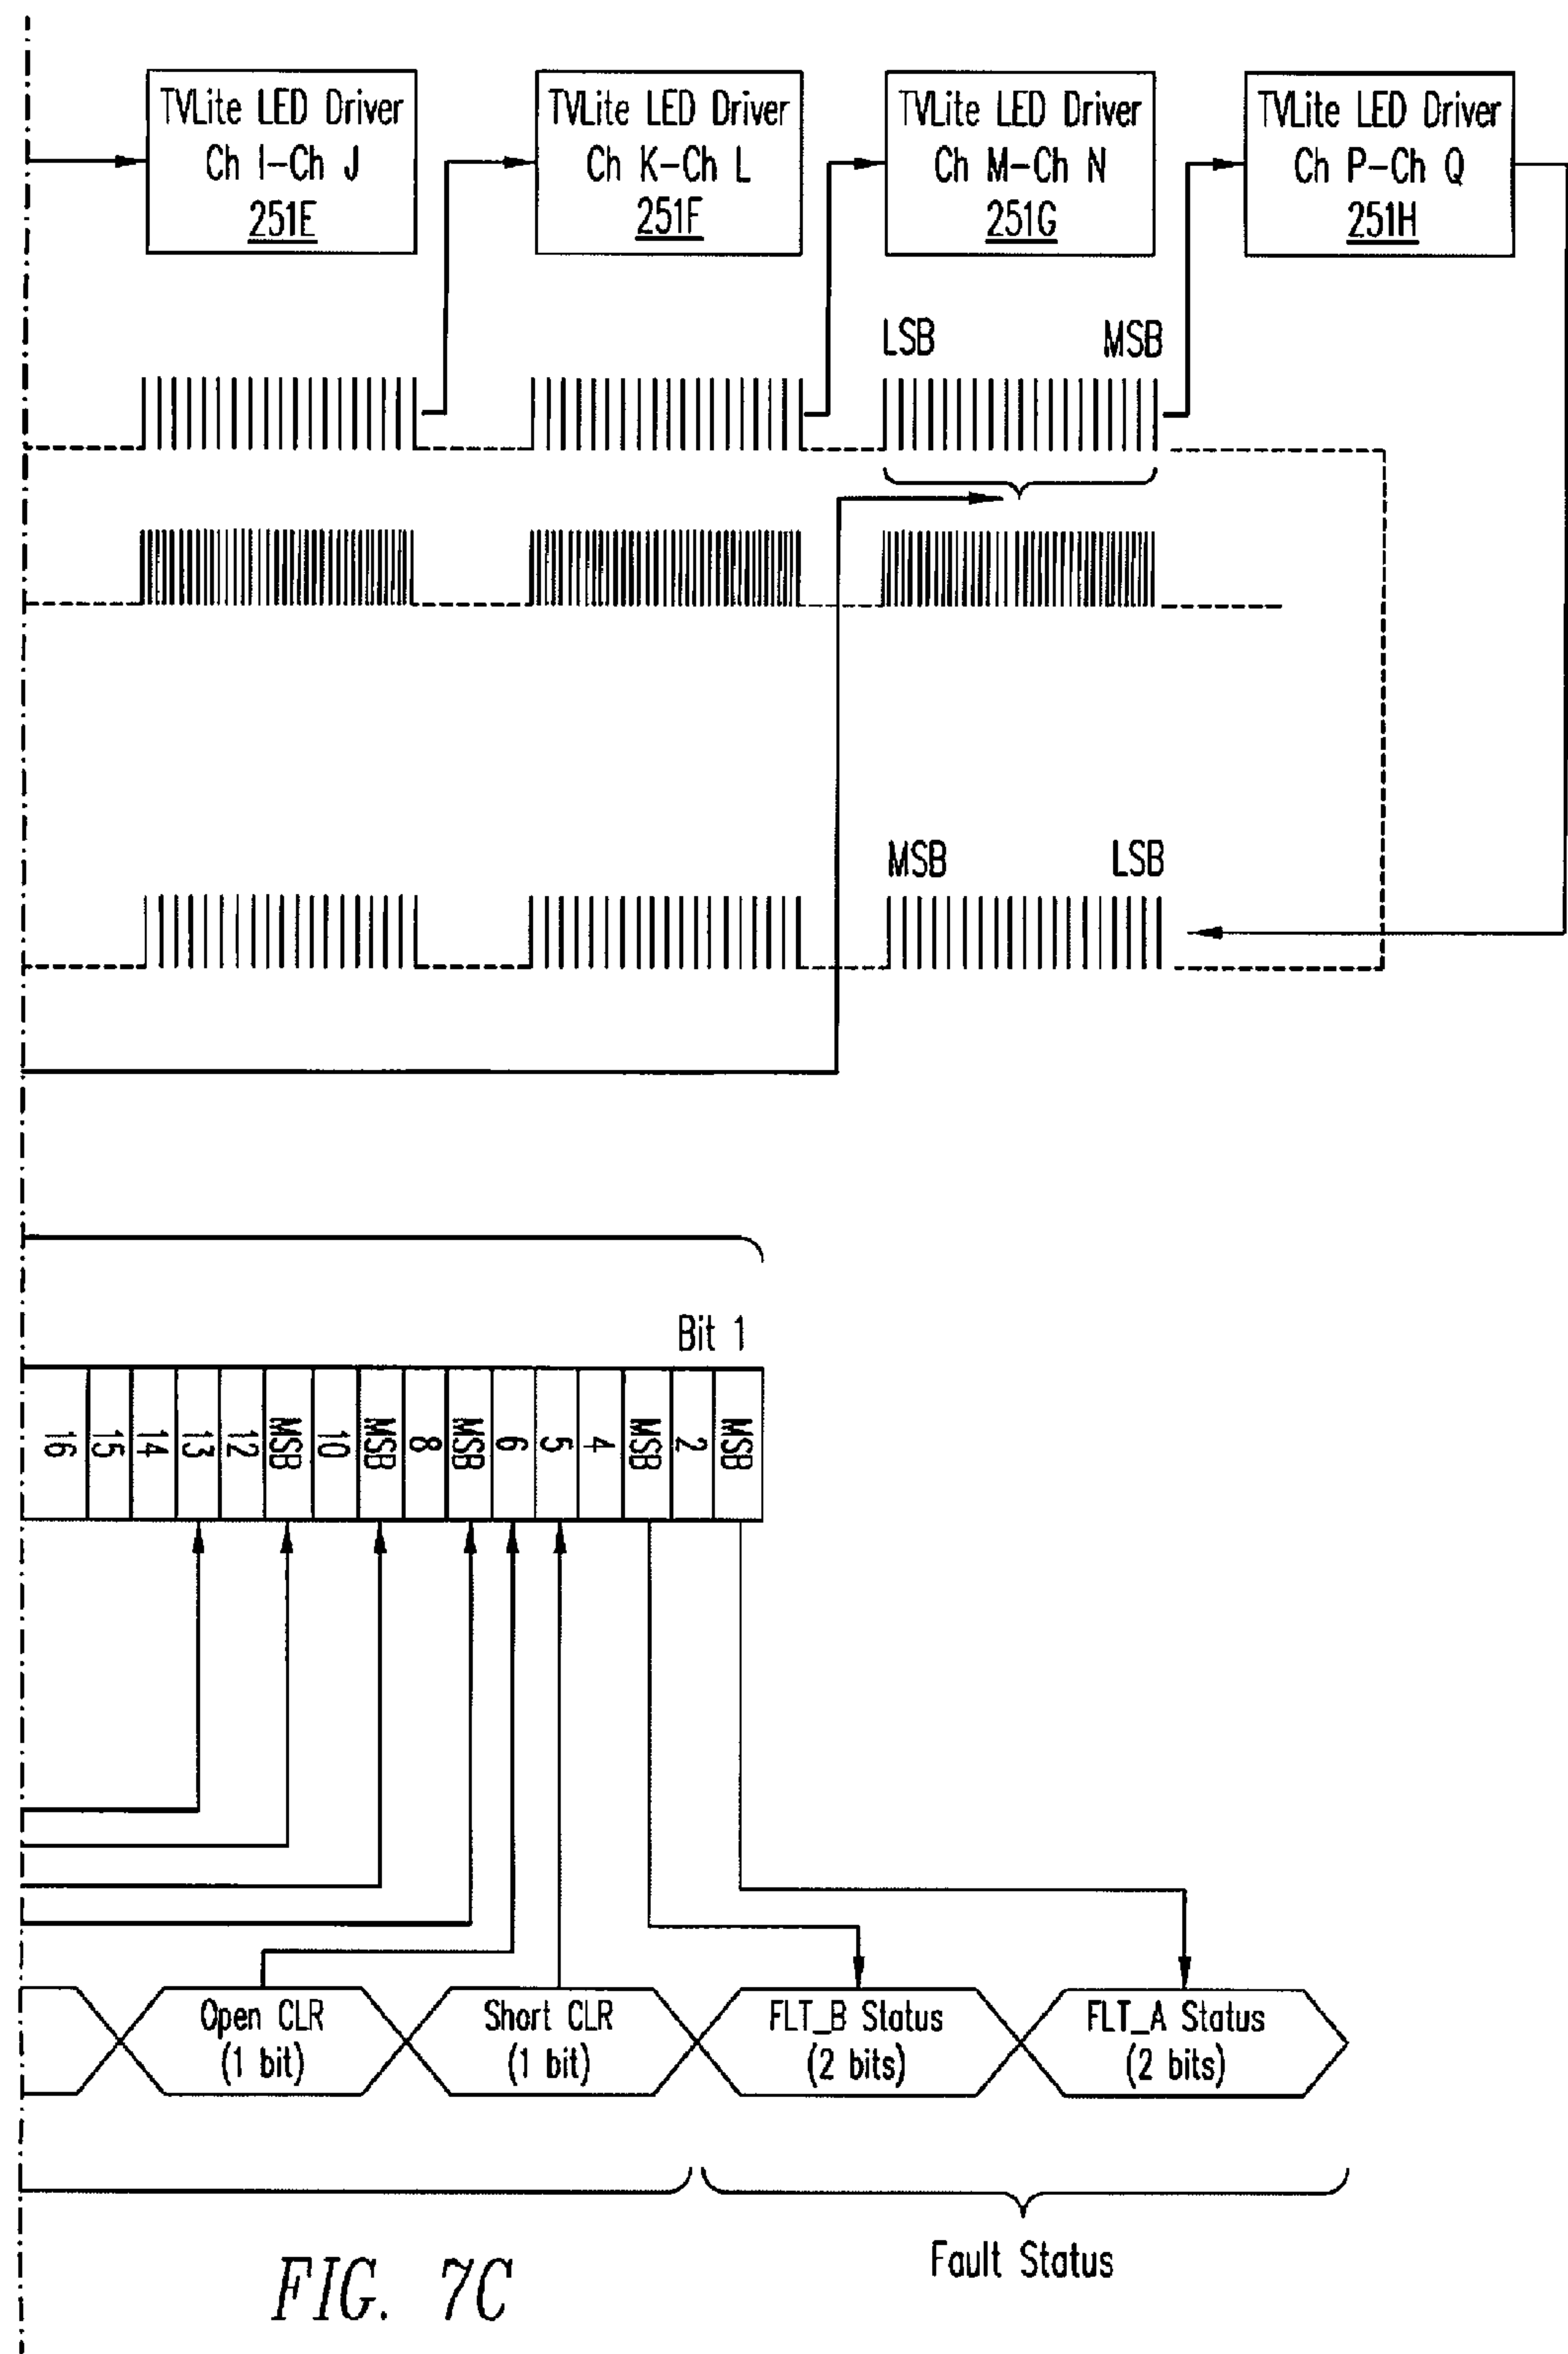 TVLite LED Driver
Ch I-Ch J
251E
TVLite LED Driver
Ch K-Ch L
251F
TVLite LED Driver
Ch M-Ch N
251G
TVLite LED Driver
Ch P-Ch Q
251H
LSB
MSB
MSB
LSB
Bit 1
16
15
14
13
12
MSB
10
MSB
8
MSB
6
5
4
MSB
2
MSB
Open CLR
(1 bit)
Short CLR
(1 bit)
FLT_B Status
(2 bits)
FLT_A Status
(2 bits)
Fault Status
FIG. 7C